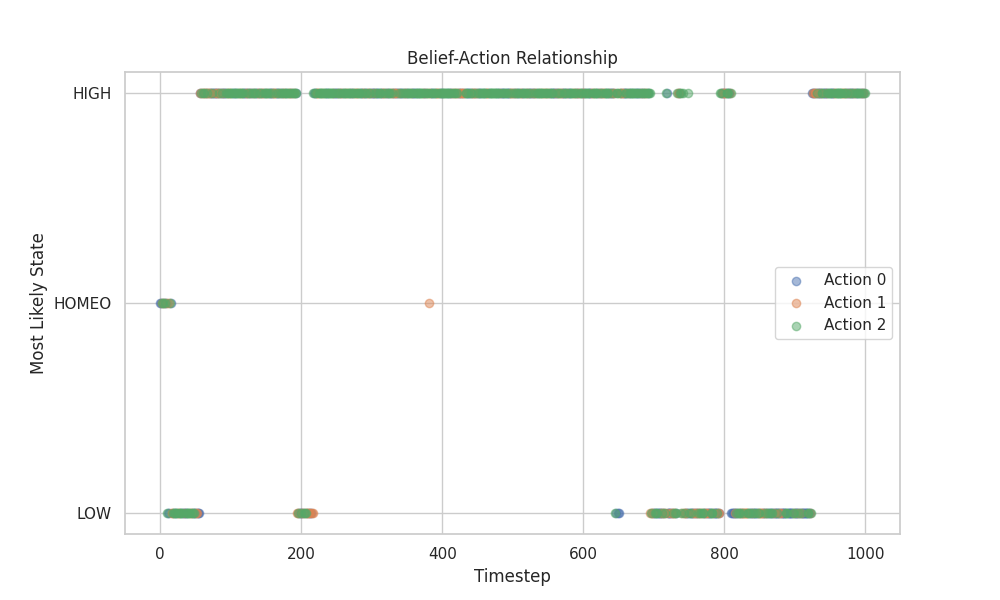 Belief-Action Relationship
Most Likely State
HIGH
HOMEO
LOW
Action 0
Action 1
Action 2
0 200 400 600 800 1000
Timestep